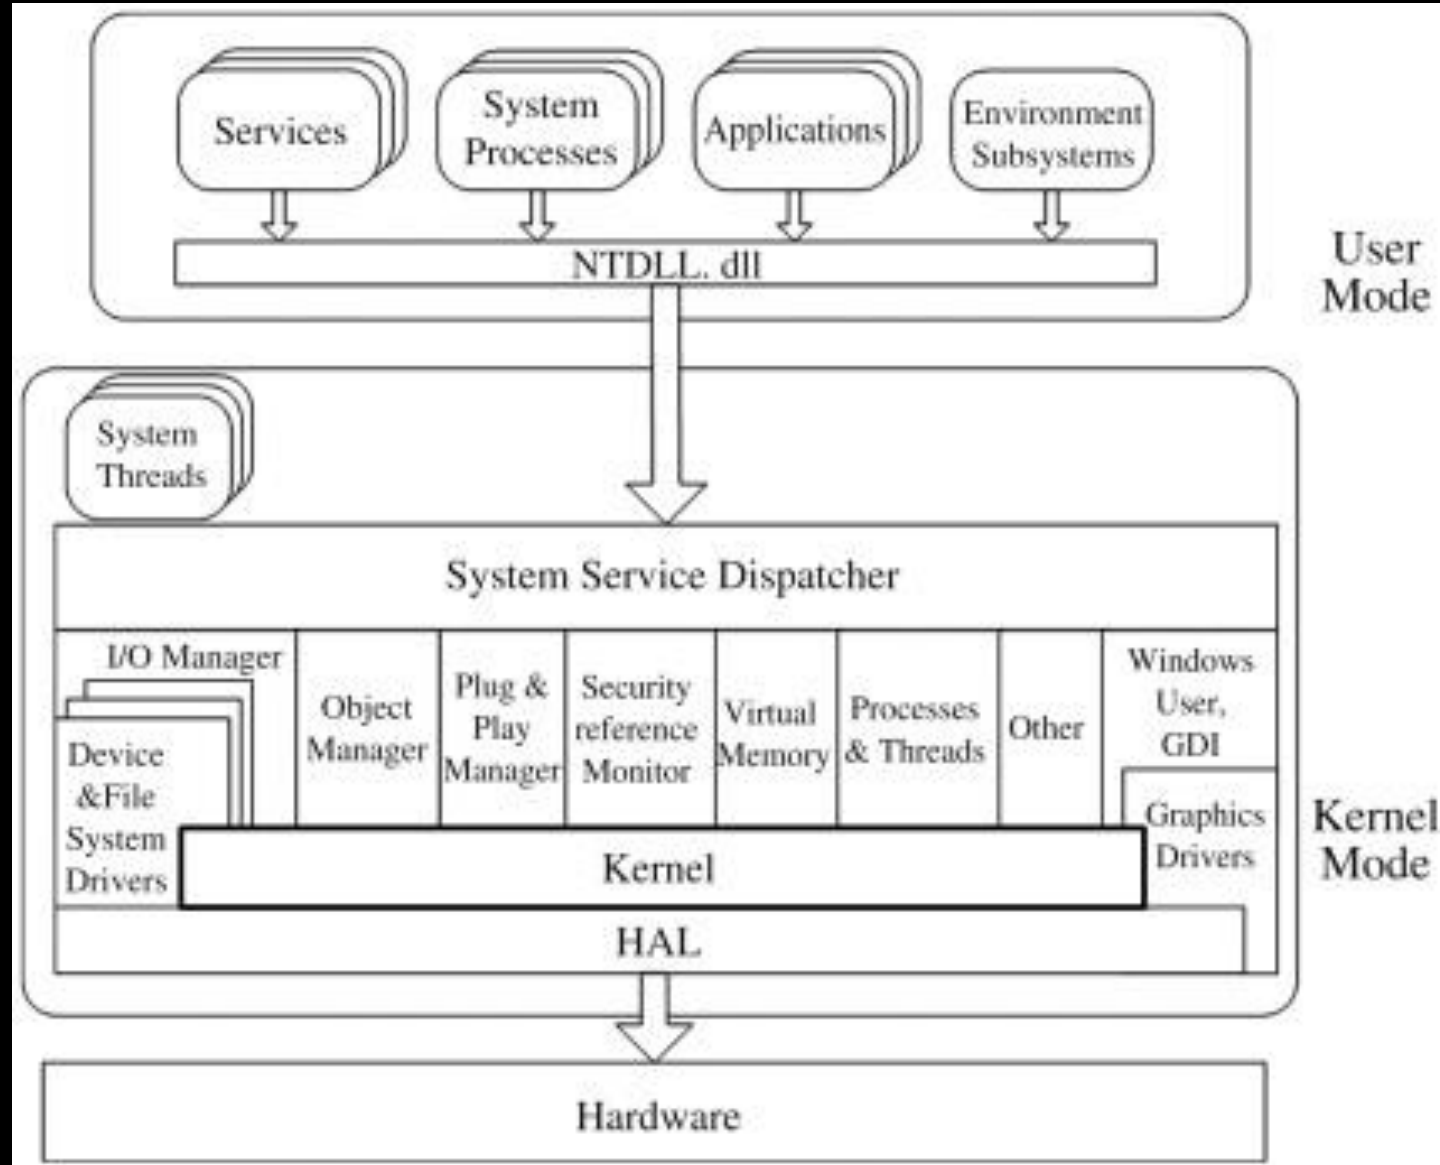 Services
System
Processes
Applications
Environment
Subsystems
NTDLL. dll
User
Mode
System
Threads
System Service Dispatcher
I/O Manager
Device
&File
System
Drivers
Object
Manager
Plug &
Play
Manager
Security
reference
Monitor
Virtual
Memory
Processes
& Threads
Other
Windows
User,
GDI
Graphics
Drivers
Kernel
Kernel
Mode
HAL
Hardware